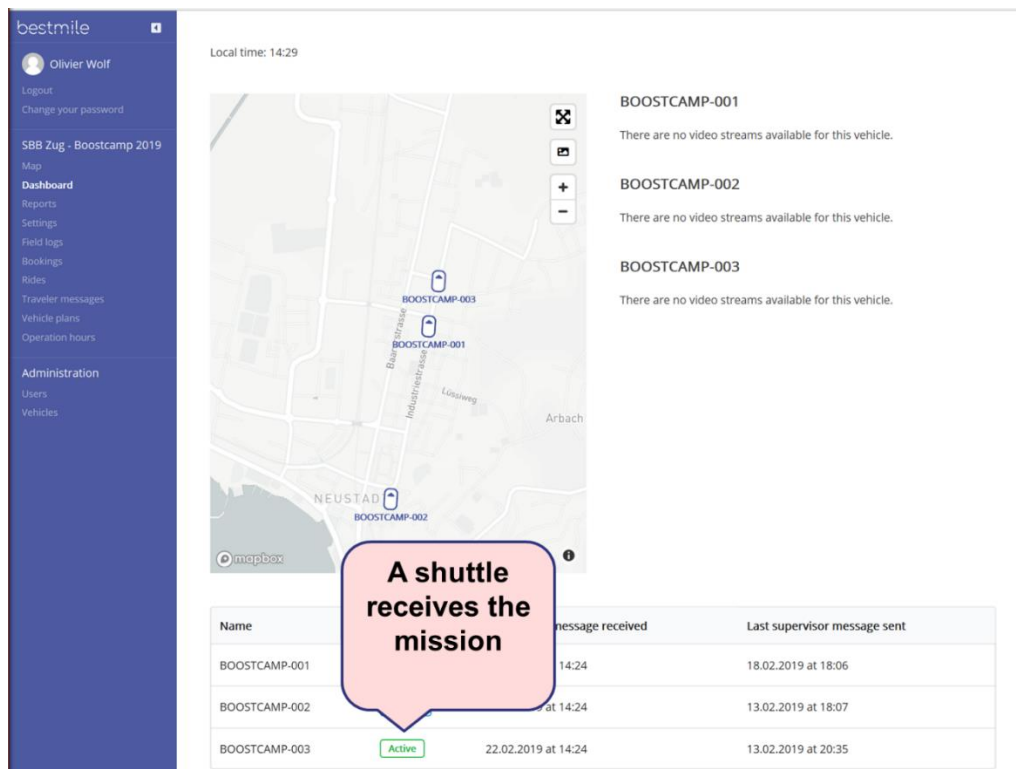 bestmile
Olivier Wolf
Logout
Change your password
SBB Zug - Boostcamp 2019
Map
Dashboard
Reports
Settings
Field logs
Bookings
Rides
Traveler messages
Vehicle plans
Operation hours
Administration
Users
Vehicles
Local time: 14:29
BOOSTCAMP-003
BOOSTCAMP-001
Industriestrasse
Lüssiweg
Arbach
NEUSTAD
BOOSTCAMP-002
mapbox
BOOSTCAMP-001
There are no video streams available for this vehicle.
BOOSTCAMP-002
There are no video streams available for this vehicle.
BOOSTCAMP-003
There are no video streams available for this vehicle.
A shuttle
receives the
mission
Name message received Last supervisor message sent
BOOSTCAMP-001 14:24 18.02.2019 at 18:06
BOOSTCAMP-002 at 14:24 13.02.2019 at 18:07
BOOSTCAMP-003 Active 22.02.2019 at 14:24 13.02.2019 at 20:35